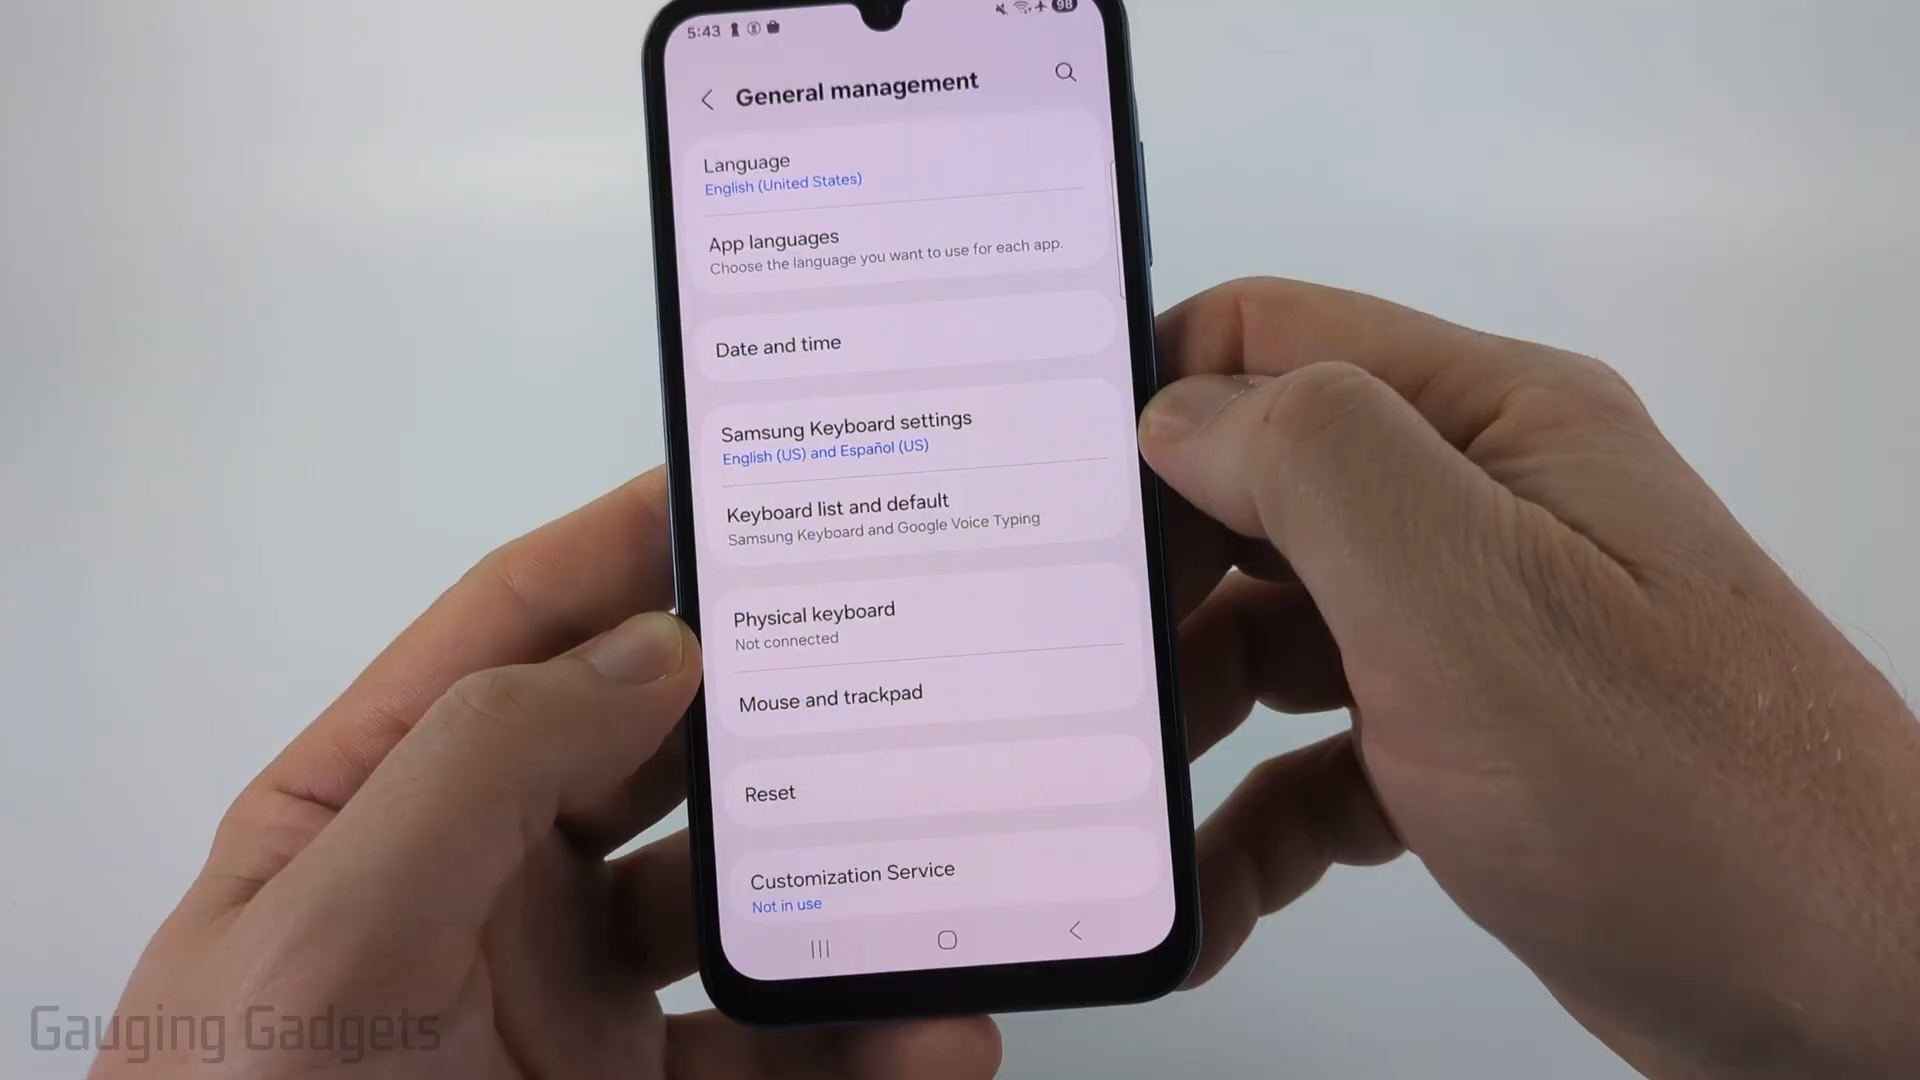 5:43
98
General management
Language
English (United States)
App languages
Choose the language you want to use for each app.
Date and time
Samsung Keyboard settings
English (US) and Español (US)
Keyboard list and default
Samsung Keyboard and Google Voice Typing
Physical keyboard
Not connected
Mouse and trackpad
Reset
Customization Service
Not in use
Gauging Gadgets